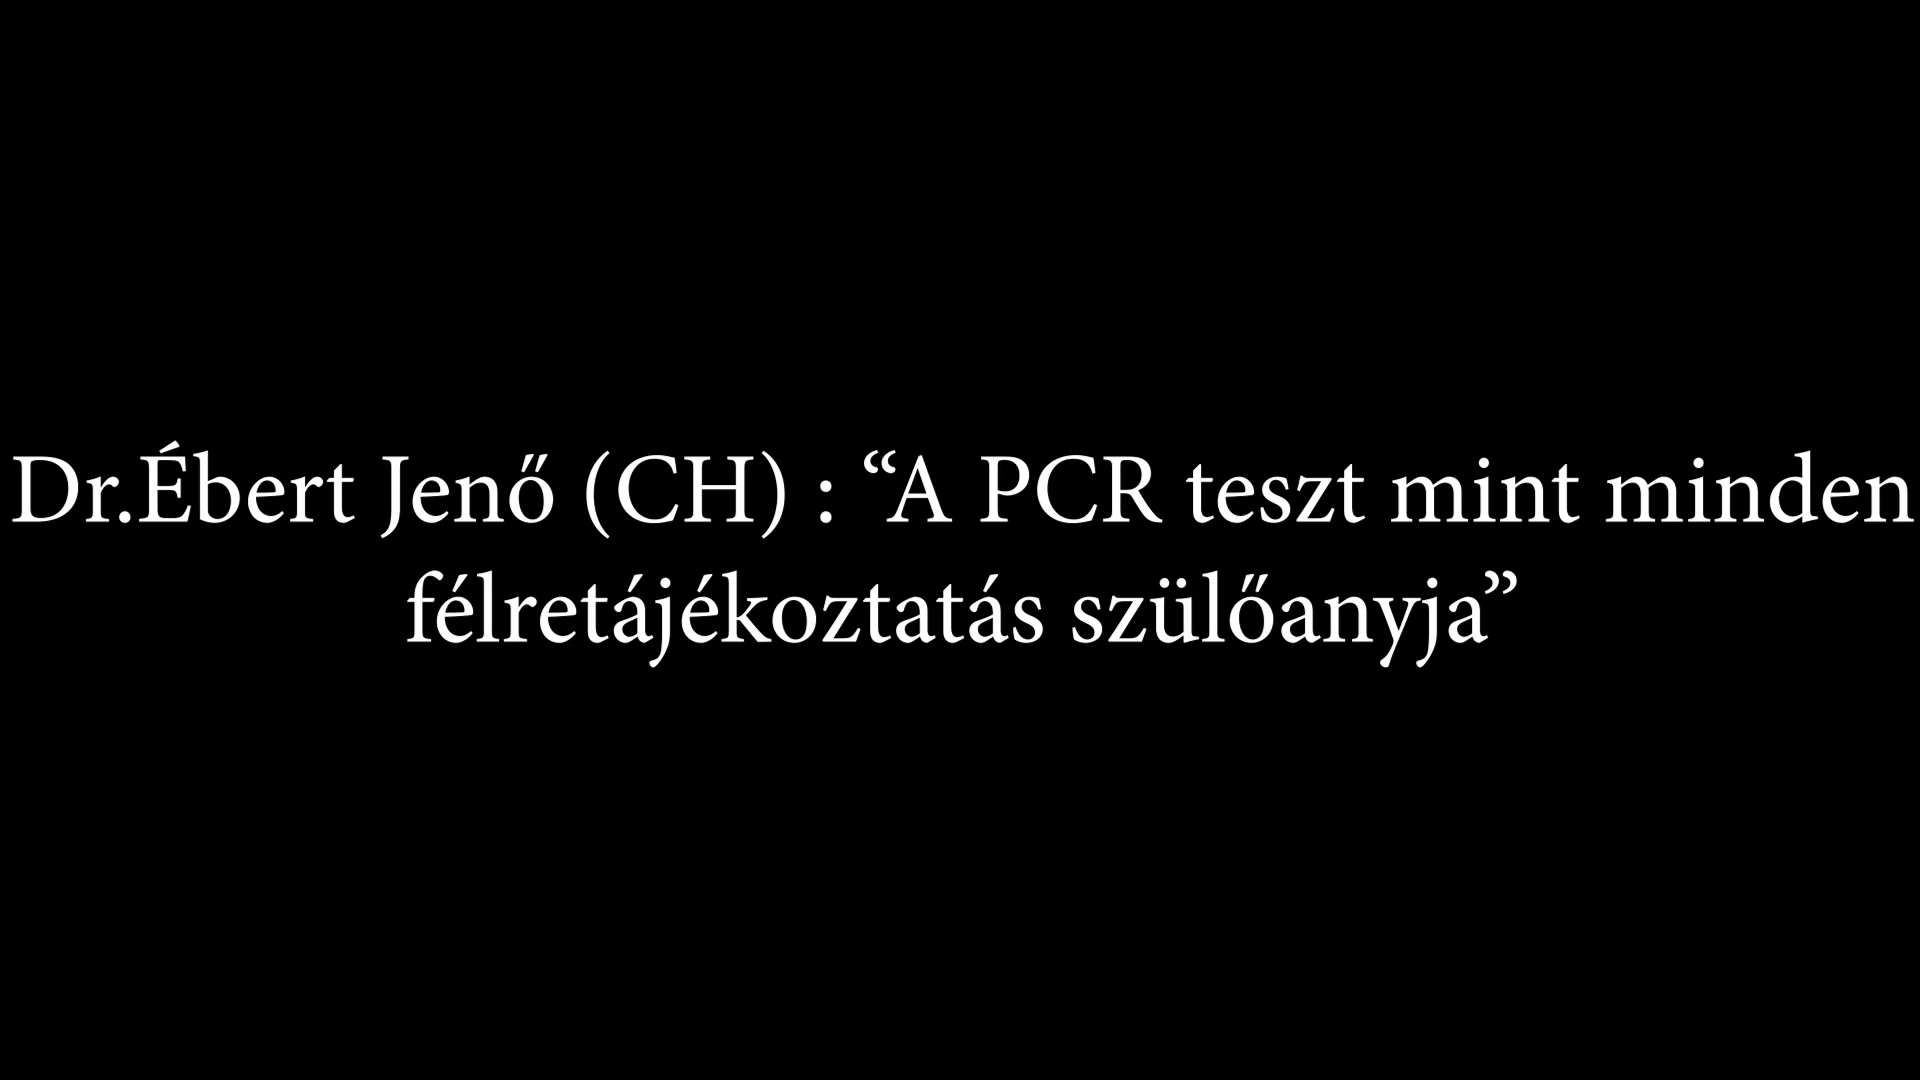 Dr.Ébert Jenő (CH) : “A PCR teszt mint minden
félretájékoztatás szülőanyja”